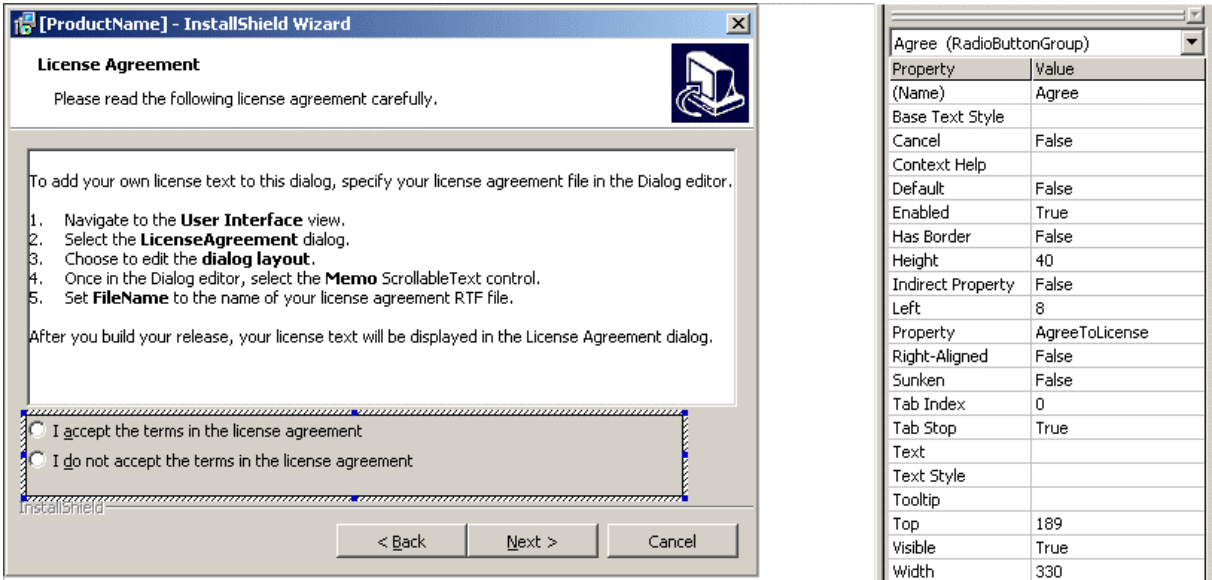 [ProductName] - InstallShield Wizard
License Agreement
Please read the following license agreement carefully.
To add your own license text to this dialog, specify your license agreement file in the Dialog editor.
1. Navigate to the User Interface view.
2. Select the LicenseAgreement dialog.
3. Choose to edit the dialog layout.
4. Once in the Dialog editor, select the Memo ScrollableText control.
5. Set FileName to the name of your license agreement RTF file.
After you build your release, your license text will be displayed in the License Agreement dialog.
I accept the terms in the license agreement
I do not accept the terms in the license agreement
InstallShield
< Back Next > Cancel
Agree (RadioButtonGroup)
Property Value
(Name) Agree
Base Text Style
Cancel False
Context Help
Default False
Enabled True
Has Border False
Height 40
Indirect Property False
Left 8
Property AgreeToLicense
Right-Aligned False
Sunken False
Tab Index 0
Tab Stop True
Text
Text Style
Tooltip
Top 189
Visible True
Width 330